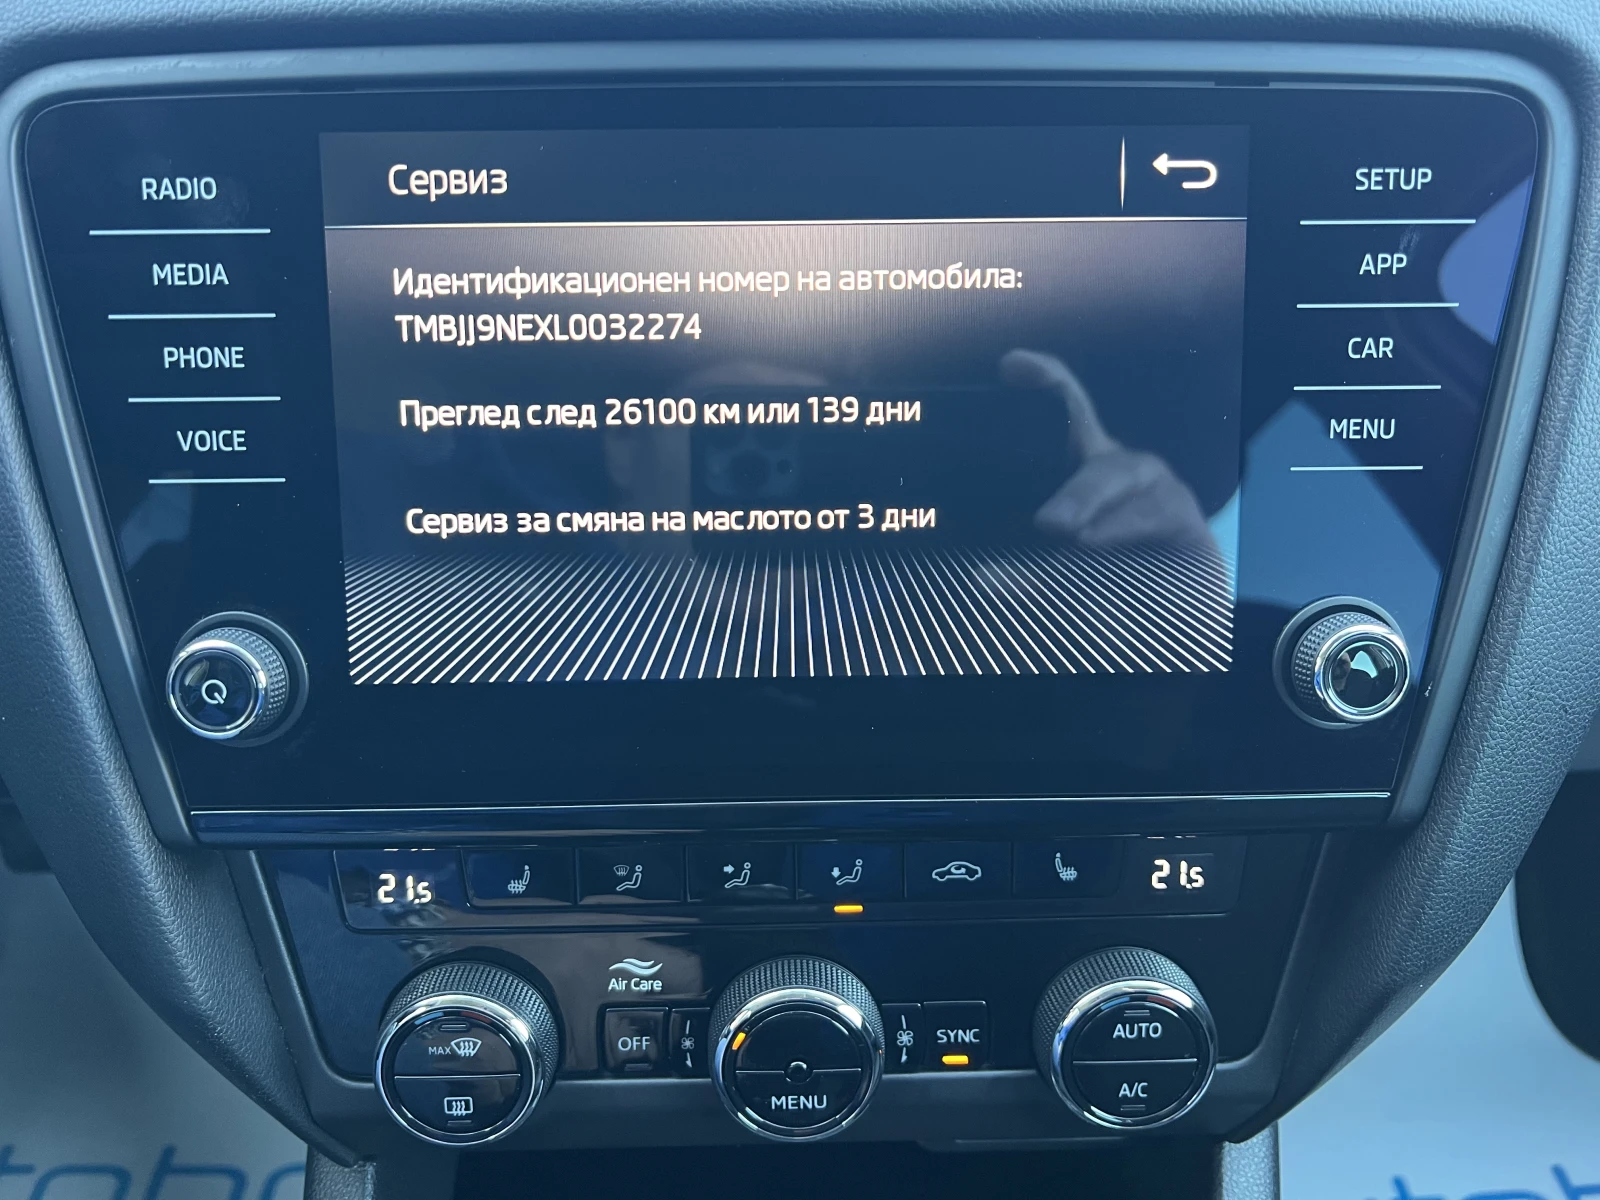 RADIO
MEDIA
PHONE
VOICE
Сервиз
Идентификационен номер на автомобила:
TMBJJ9NEXL0032274
Преглед след 26100 км или 139 дни
Сервиз за смяна на маслото от 3 дни
SETUP
APP
CAR
MENU
21.5
21.5
MAX
Air Care
OFF
MENU
SYNC
AUTO
A/C